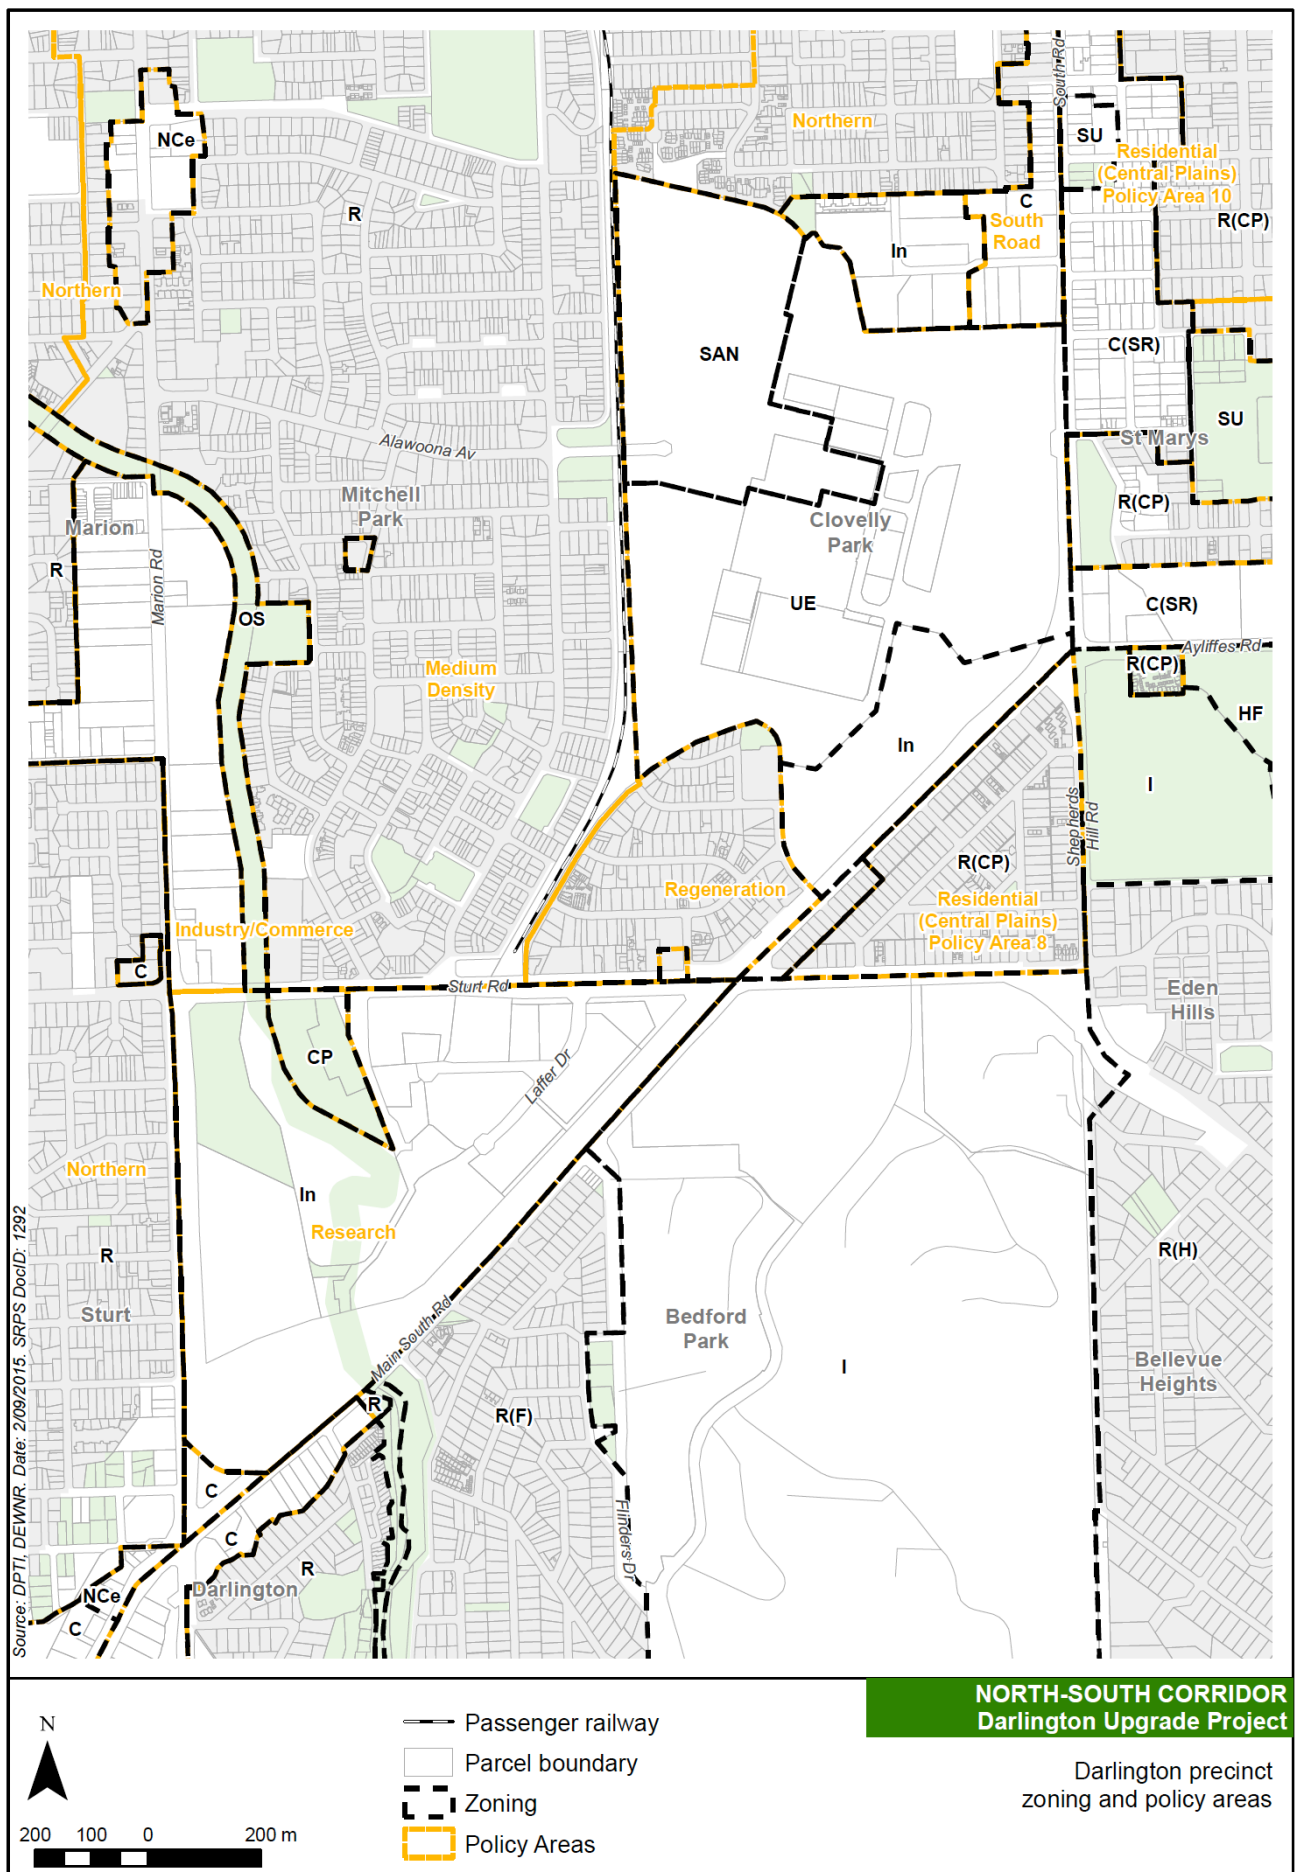 South Rd
Northern
NCe
SU
Residential
(Central Plains)
Policy Area 10
R
C
South
Road
R(CP)
In
Northern
SAN
C(SR)
SU
St Marys
Alawoona Av
Mitchell
Park
R(CP)
Marion
Clovelly
Park
R
Marion Rd
UE
C(SR)
OS
Ayliffes Rd
R(CP)
Medium
Density
HF
In
I
Shepherds
Hill Rd
R(CP)
Regeneration
Residential
(Central Plains)
Policy Area 8
Industry/Commerce
C
Sturt Rd
Eden
Hills
CP
Laffer Dr
Northern
In
Research
R
R(H)
Sturt
Bedford
Park
Main South Rd
Bellevue
Heights
I
R
R(F)
C
Flinders Dr
C
R
Darlington
NCe
C
Source: DPTI, DEWNR. Date: 2/09/2015. SRPS DocID: 1292
NORTH-SOUTH CORRIDOR
Darlington Upgrade Project
Darlington precinct
zoning and policy areas
N
200 100 0 200 m
Passenger railway
Parcel boundary
Zoning
Policy Areas